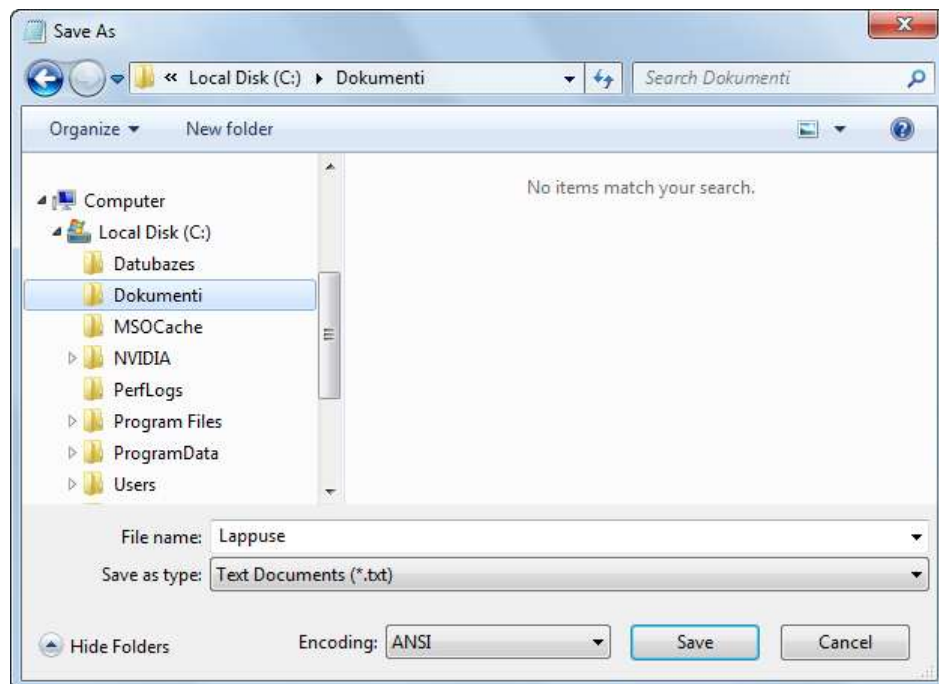 Save As
« Local Disk (C:) Dokumenti
Search Dokumenti
Organize
New folder
No items match your search.
Computer
Local Disk (C:)
Datubazes
Dokumenti
MSOCache
NVIDIA
PerfLogs
Program Files
ProgramData
Users
File name: Lappuse
Save as type: Text Documents (*.txt)
Hide Folders
Encoding: ANSI
Save
Cancel